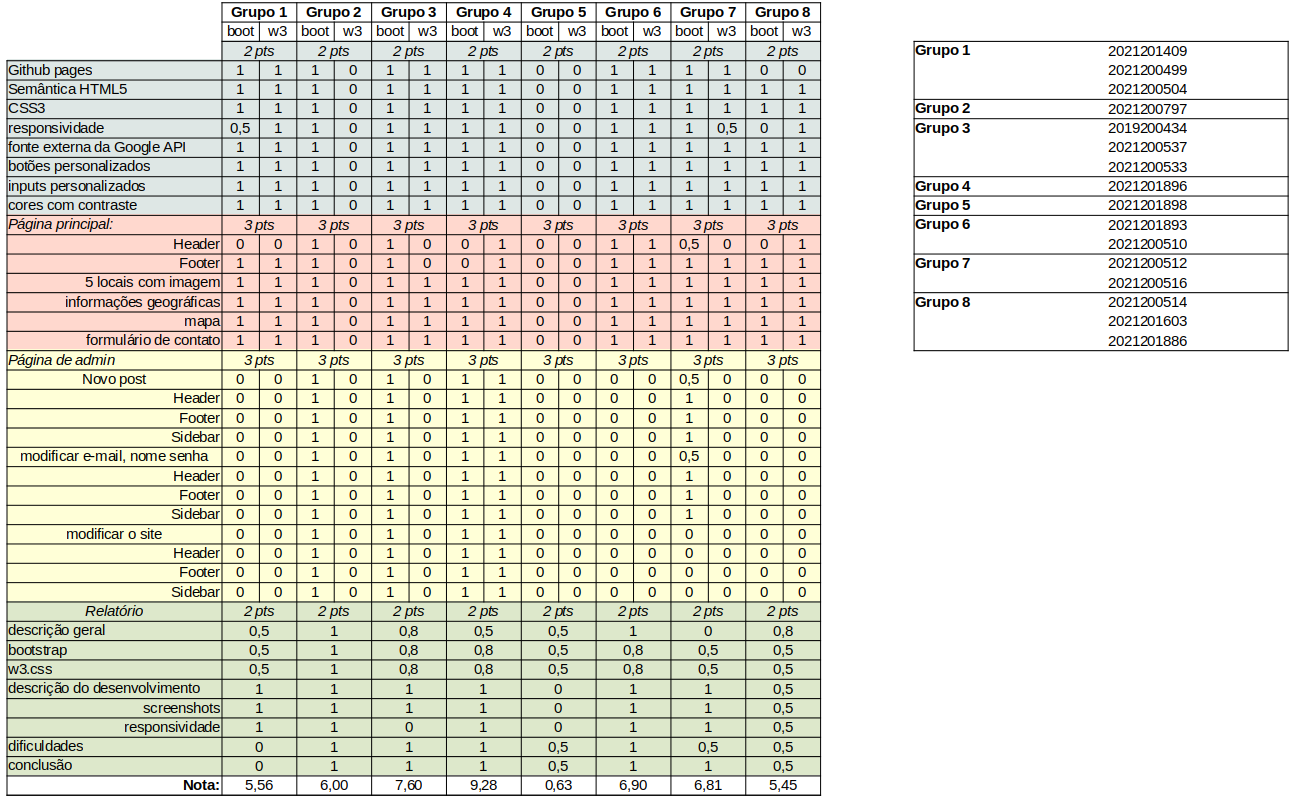 Grupo 1 Grupo 2 Grupo 3 Grupo 4 Grupo 5 Grupo 6 Grupo 7 Grupo 8
boot w3 boot w3 boot w3 boot w3 boot w3 boot w3 boot w3 boot w3
2 pts 2 pts 2 pts 2 pts 2 pts 2 pts 2 pts 2 pts
Github pages 1 1 1 0 1 1 1 1 0 0 1 1 1 1 0 0
Semântica HTML5 1 1 1 0 1 1 1 1 0 0 1 1 1 1 1 1
CSS3 1 1 1 0 1 1 1 1 0 0 1 1 1 1 1 1
responsividade 0,5 1 1 0 1 1 1 1 0 0 1 1 1 0,5 0 1
fonte externa da Google API 1 1 1 0 1 1 1 1 0 0 1 1 1 1 1 1
botões personalizados 1 1 1 0 1 1 1 1 0 0 1 1 1 1 1 1
inputs personalizados 1 1 1 0 1 1 1 1 0 0 1 1 1 1 1 1
cores com contraste 1 1 1 0 1 1 1 1 0 0 1 1 1 1 1 1
Página principal: 3 pts 3 pts 3 pts 3 pts 3 pts 3 pts 3 pts 3 pts
Header 0 0 1 0 1 0 0 1 0 0 1 1 0,5 0 0 1
Footer 1 1 1 0 1 0 0 1 0 0 1 1 1 1 1 1
5 locais com imagem 1 1 1 0 1 1 1 1 0 0 1 1 1 1 1 1
informações geográficas 1 1 1 0 1 1 1 1 0 0 1 1 1 1 1 1
mapa 1 1 1 0 1 1 1 1 0 0 1 1 1 1 1 1
formulário de contato 1 1 1 0 1 1 1 1 0 0 1 1 1 1 1 1
Página de admin 3 pts 3 pts 3 pts 3 pts 3 pts 3 pts 3 pts 3 pts
Novo post 0 0 1 0 1 0 1 1 0 0 0 0 0,5 0 0 0
Header 0 0 1 0 1 0 1 1 0 0 0 0 1 0 0 0
Footer 0 0 1 0 1 0 1 1 0 0 0 0 1 0 0 0
Sidebar 0 0 1 0 1 0 1 1 0 0 0 0 1 0 0 0
modificar e-mail, nome senha 0 0 1 0 1 0 1 1 0 0 0 0 0,5 0 0 0
Header 0 0 1 0 1 0 1 1 0 0 0 0 1 0 0 0
Footer 0 0 1 0 1 0 1 1 0 0 0 0 1 0 0 0
Sidebar 0 0 1 0 1 0 1 1 0 0 0 0 1 0 0 0
modificar o site 0 0 1 0 1 0 1 1 0 0 0 0 0 0 0 0
Header 0 0 1 0 1 0 1 1 0 0 0 0 0 0 0 0
Footer 0 0 1 0 1 0 1 1 0 0 0 0 0 0 0 0
Sidebar 0 0 1 0 1 0 1 1 0 0 0 0 0 0 0 0
Relatório 2 pts 2 pts 2 pts 2 pts 2 pts 2 pts 2 pts 2 pts
descrição geral 0,5 1 0,8 0,5 0,5 1 0 0,8
bootstrap 0,5 1 0,8 0,8 0,5 0,8 0,5 0,5
w3.css 0,5 1 0,8 0,8 0,5 0,8 0,5 0,5
descrição do desenvolvimento 1 1 1 1 0 1 1 0,5
screenshots 1 1 1 1 0 1 1 0,5
responsividade 1 1 0 1 0 1 1 0,5
dificuldades 0 1 1 1 0,5 1 0,5 0,5
conclusão 0 1 1 1 0,5 1 1 0,5
Nota: 5,56 6,00 7,60 9,28 0,63 6,90 6,81 5,45
Grupo 1 2021201409
2021200499
2021200504
Grupo 2 2021200797
Grupo 3 2019200434
2021200537
2021200533
Grupo 4 2021201896
Grupo 5 2021201898
Grupo 6 2021201893
2021200510
Grupo 7 2021200512
2021200516
Grupo 8 2021200514
2021201603
2021201886